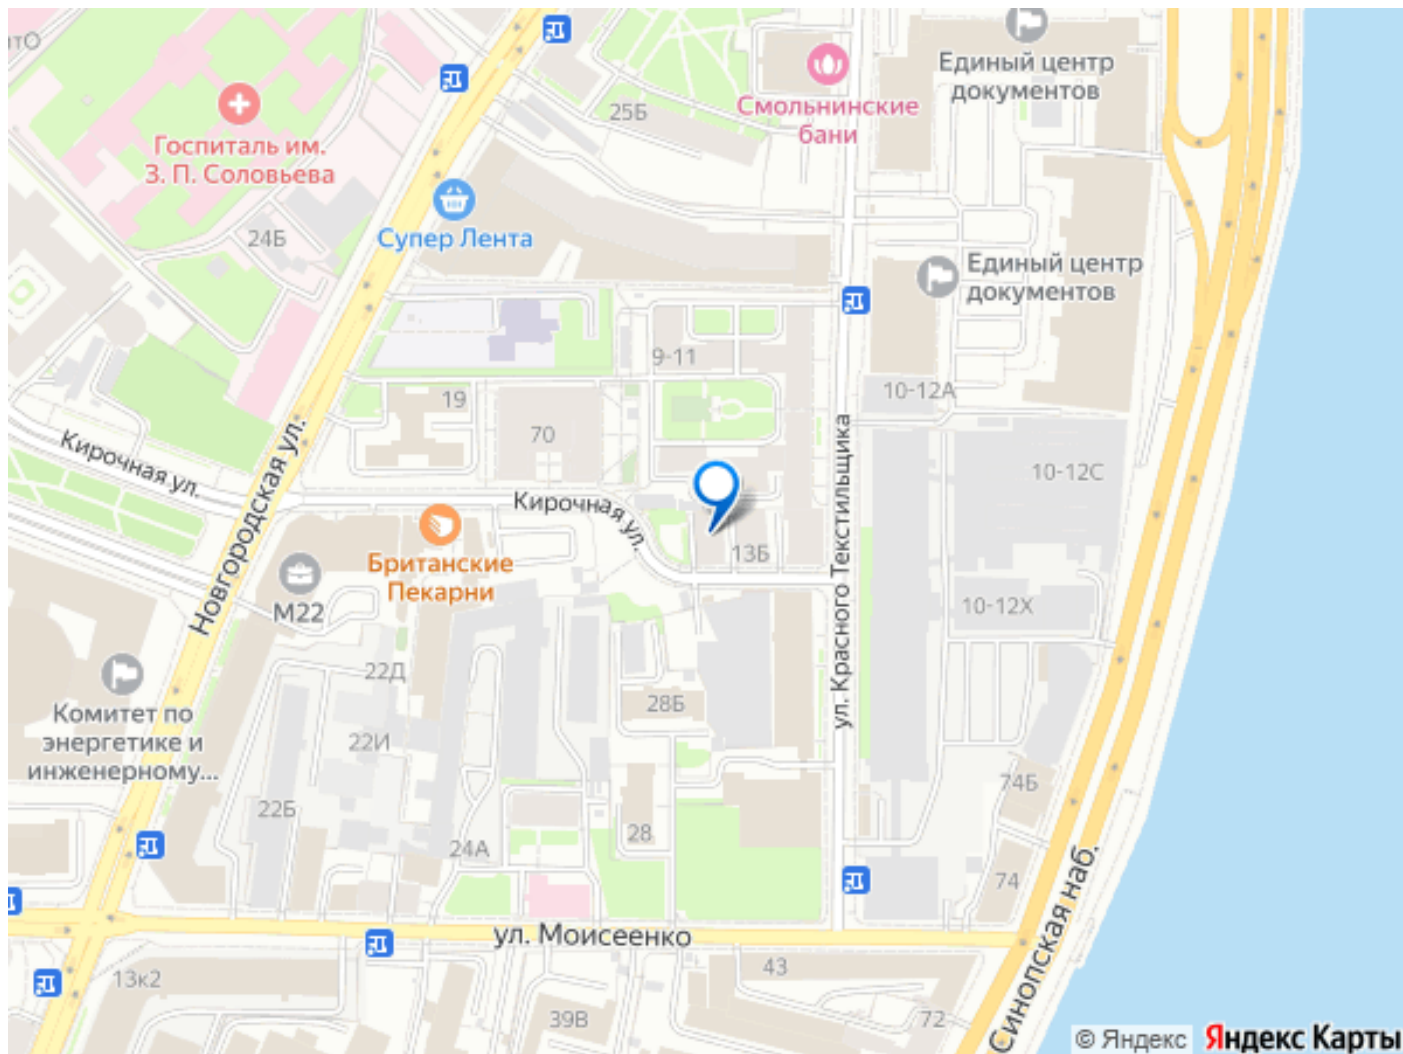 Единый центр
документов
Смольнинские
бани
25Б
Госпиталь им.
З. П. Соловьева
Супер Лента
24Б
Единый центр
документов
9-11
10-12А
19
70
Кирочная ул.
Новгородская ул.
10-12С
Кирочная ул.
ул. Красного Текстильщика
13Б
Британские
Пекарни
М22
10-12Х
22Д
28Б
Комитет по
энергетике и
инженерному...
22И
74Б
22Б
28
24А
74
Синопская наб.
ул. Моисеенко
43
13к2
39В
72
© Яндекс
Яндекс Карты